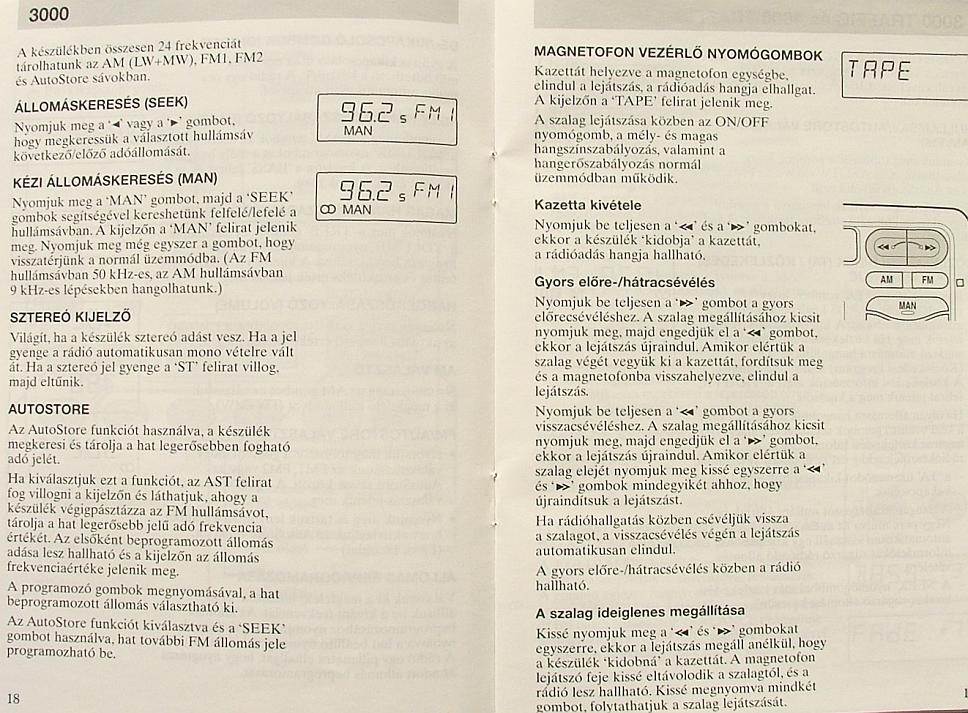 3000
A készülékben összesen 24 frekvenciát
tárolhatunk az AM (LW+MW), FM1, FM2
és AutoStore sávokban.
ÁLLOMÁSKERESÉS (SEEK)
Nyomjuk meg a '◄' vagy a '►' gombot,
hogy megkeressük a választott hullámsáv
következő/előző adóállomását.
96.2 s FM1
MAN
KÉZI ÁLLOMÁSKERESÉS (MAN)
Nyomjuk meg a 'MAN' gombot, majd a 'SEEK'
gombok segítségével kereshetünk felfelé/lefelé a
hullámsávban. A kijelzőn a 'MAN' felirat jelenik
meg. Nyomjuk meg még egyszer a gombot, hogy
visszatérjünk a normál üzemmódba. (Az FM
hullámsávban 50 kHz-es, az AM hullámsávban
9 kHz-es lépésekben hangolhatunk.)
96.2 s FM1
MAN
SZTEREÓ KIJELZŐ
Világít, ha a készülék sztereó adást vesz. Ha a jel
gyenge a rádió automatikusan mono vételre vált
át. Ha a sztereó jel gyenge a 'ST' felirat villog,
majd eltűnik.
AUTOSTORE
Az AutoStore funkciót használva, a készülék
megkeresi és tárolja a hat legerősebben fogható
adó jelét.
Ha kiválasztjuk ezt a funkciót, az AST felirat
fog villogni a kijelzőn és láthatjuk, ahogy a
készülék végigpásztázza az FM hullámsávot,
tárolja a hat legerősebb jelű adó frekvencia
értékét. Az elsőként beprogramozott állomás
adása lesz hallható és a kijelzőn az állomás
frekvenciaértéke jelenik meg.
A programozó gombok megnyomásával, a hat
beprogramozott állomás választható ki.
Az AutoStore funkciót kiválasztva és a 'SEEK'
gombot használva, hat további FM állomás jele
programozható be.
18
MAGNETOFON VEZÉRLŐ NYOMÓGOMBOK
Kazettát helyezve a magnetofon egységbe,
elindul a lejátszás, a rádióadás hangja elhallgat.
A kijelzőn a 'TAPE' felirat jelenik meg.
TAPE
A szalag lejátszása közben az ON/OFF
nyomógomb, a mély- és magas
hangszínszabályozás, valamint a
hangerőszabályozás normál
üzemmódban működik.
Kazetta kivétele
Nyomjuk be teljesen a '◄◄' és a '►►' gombokat,
ekkor a készülék 'kidobja' a kazettát,
a rádióadás hangja hallható.
AM FM
MAN
Gyors előre-/hátracsévélés
Nyomjuk be teljesen a '►►' gombot a gyors
előrecsévéléshez. A szalag megállításához kicsit
nyomjuk meg, majd engedjük el a '◄◄' gombot,
ekkor a lejátszás újraindul. Amikor elértük a
szalag végét vegyük ki a kazettát, fordítsuk meg
és a magnetofonba visszahelyezve, elindul a
lejátszás.
Nyomjuk be teljesen a '◄◄' gombot a gyors
visszacsévéléshez. A szalag megállításához kicsit
nyomjuk meg, majd engedjük el a '►►' gombot,
ekkor a lejátszás újraindul. Amikor elértük a
szalag elejét nyomjuk meg kissé egyszerre a '◄◄'
és '►►' gombok mindegyikét ahhoz, hogy
újraindítsuk a lejátszást.
Ha rádióhallgatás közben csévéljük vissza
a szalagot, a visszacsévélés végén a lejátszás
automatikusan elindul.
A gyors előre-/hátracsévélés közben a rádió
hallható.
A szalag ideiglenes megállítása
Kissé nyomjuk meg a '◄◄' és '►►' gombokat
egyszerre, ekkor a lejátszás megáll anélkül, hogy
a készülék 'kidobná' a kazettát. A magnetofon
lejátszó feje kissé eltávolodik a szalagtól, és a
rádió lesz hallható. Kissé megnyomva mindkét
gombot, folytathatjuk a szalag lejátszását.